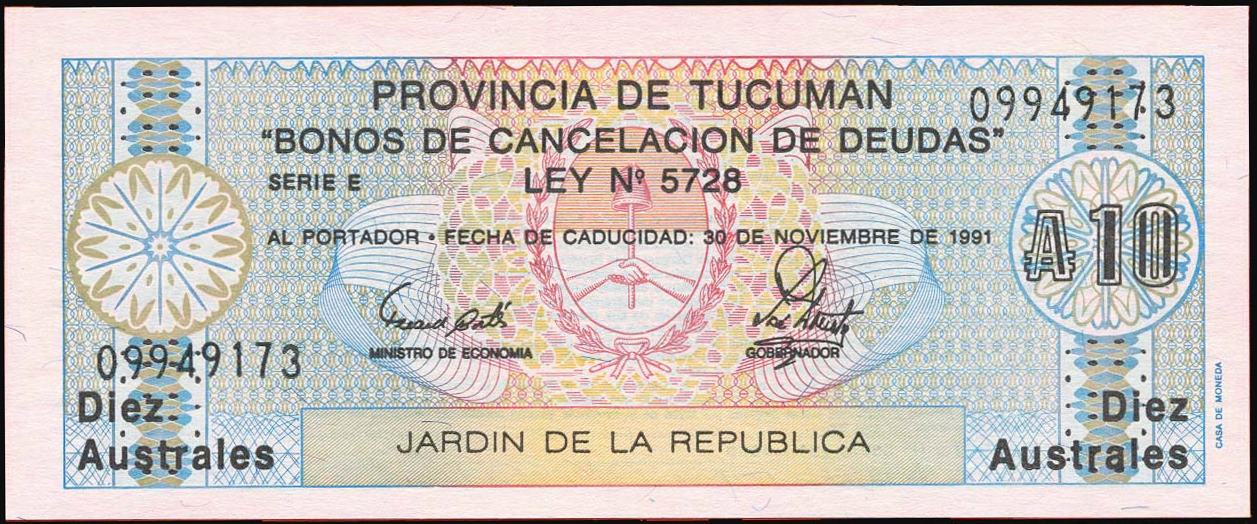 PROVINCIA DE TUCUMAN
09949173
"BONOS DE CANCELACION DE DEUDAS"
SERIE E
LEY Nº 5728
AL PORTADOR • FECHA DE CADUCIDAD: 30 DE NOVIEMBRE DE 1991
₳10
MINISTRO DE ECONOMIA
GOBERNADOR
09949173
Diez
Australes
JARDIN DE LA REPUBLICA
Diez
Australes
CASA DE MONEDA